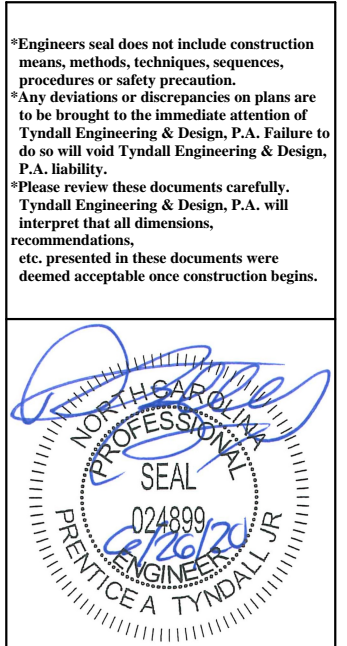 *Engineers seal does not include construction
means, methods, techniques, sequences,
procedures or safety precaution.
*Any deviations or discrepancies on plans are
to be brought to the immediate attention of
Tyndall Engineering & Design, P.A. Failure to
do so will void Tyndall Engineering & Design,
P.A. liability.
*Please review these documents carefully.
Tyndall Engineering & Design, P.A. will
interpret that all dimensions,
recommendations,
etc. presented in these documents were
deemed acceptable once construction begins.
NORTH CAROLINA
PROFESSIONAL
SEAL
024899
6/26/20
ENGINEER
PRENTICE A TYNDALL JR